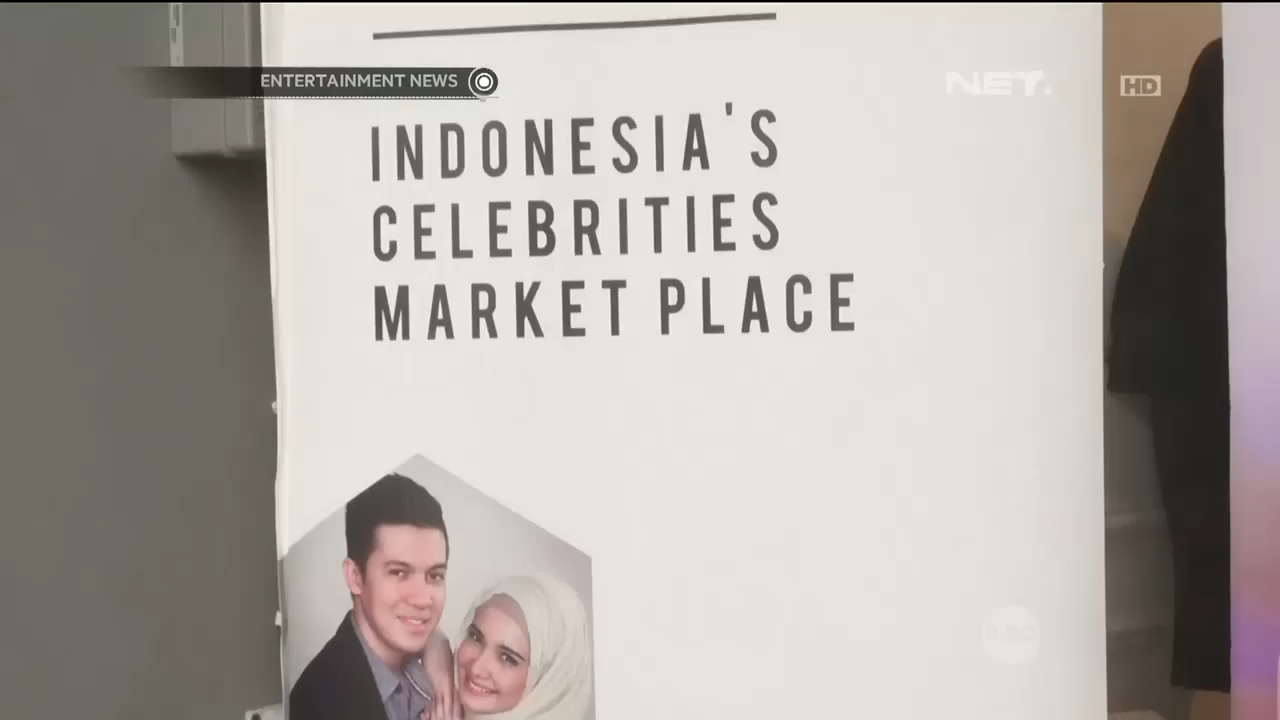 ENTERTAINMENT NEWS
NET.
HD
INDONESIA'S
CELEBRITIES
MARKET PLACE